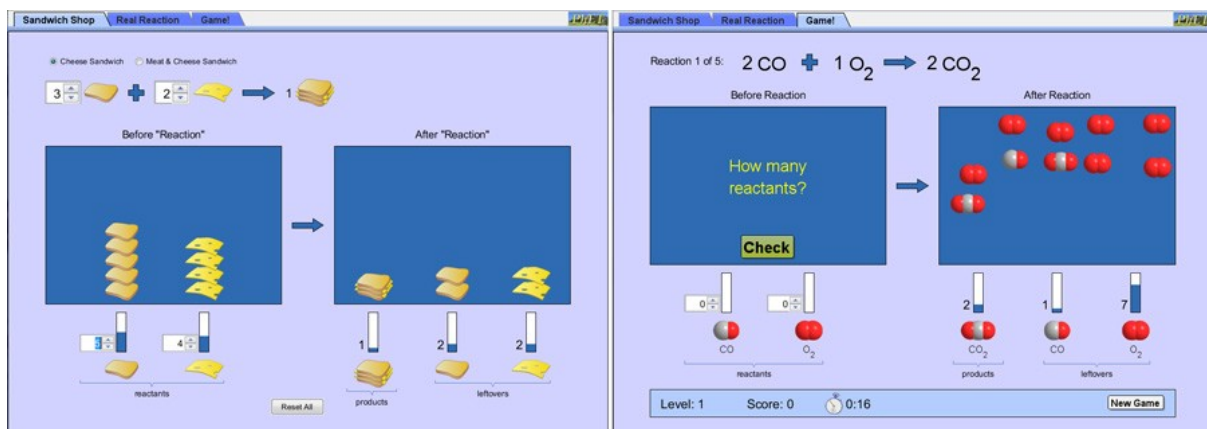 Sandwich Shop Real Reaction Game!
Cheese Sandwich Meat & Cheese Sandwich
3 2 1
Before "Reaction" After "Reaction"
4 1 2 2
reactants products leftovers
Reset All
Sandwich Shop Real Reaction Game!
Reaction 1 of 5: 2 CO + 1 O2 → 2 CO2
Before Reaction After Reaction
How many
reactants?
Check
0 0 2 1 7
CO O2 CO2 CO O2
reactants products leftovers
Level: 1 Score: 0 0:16 New Game